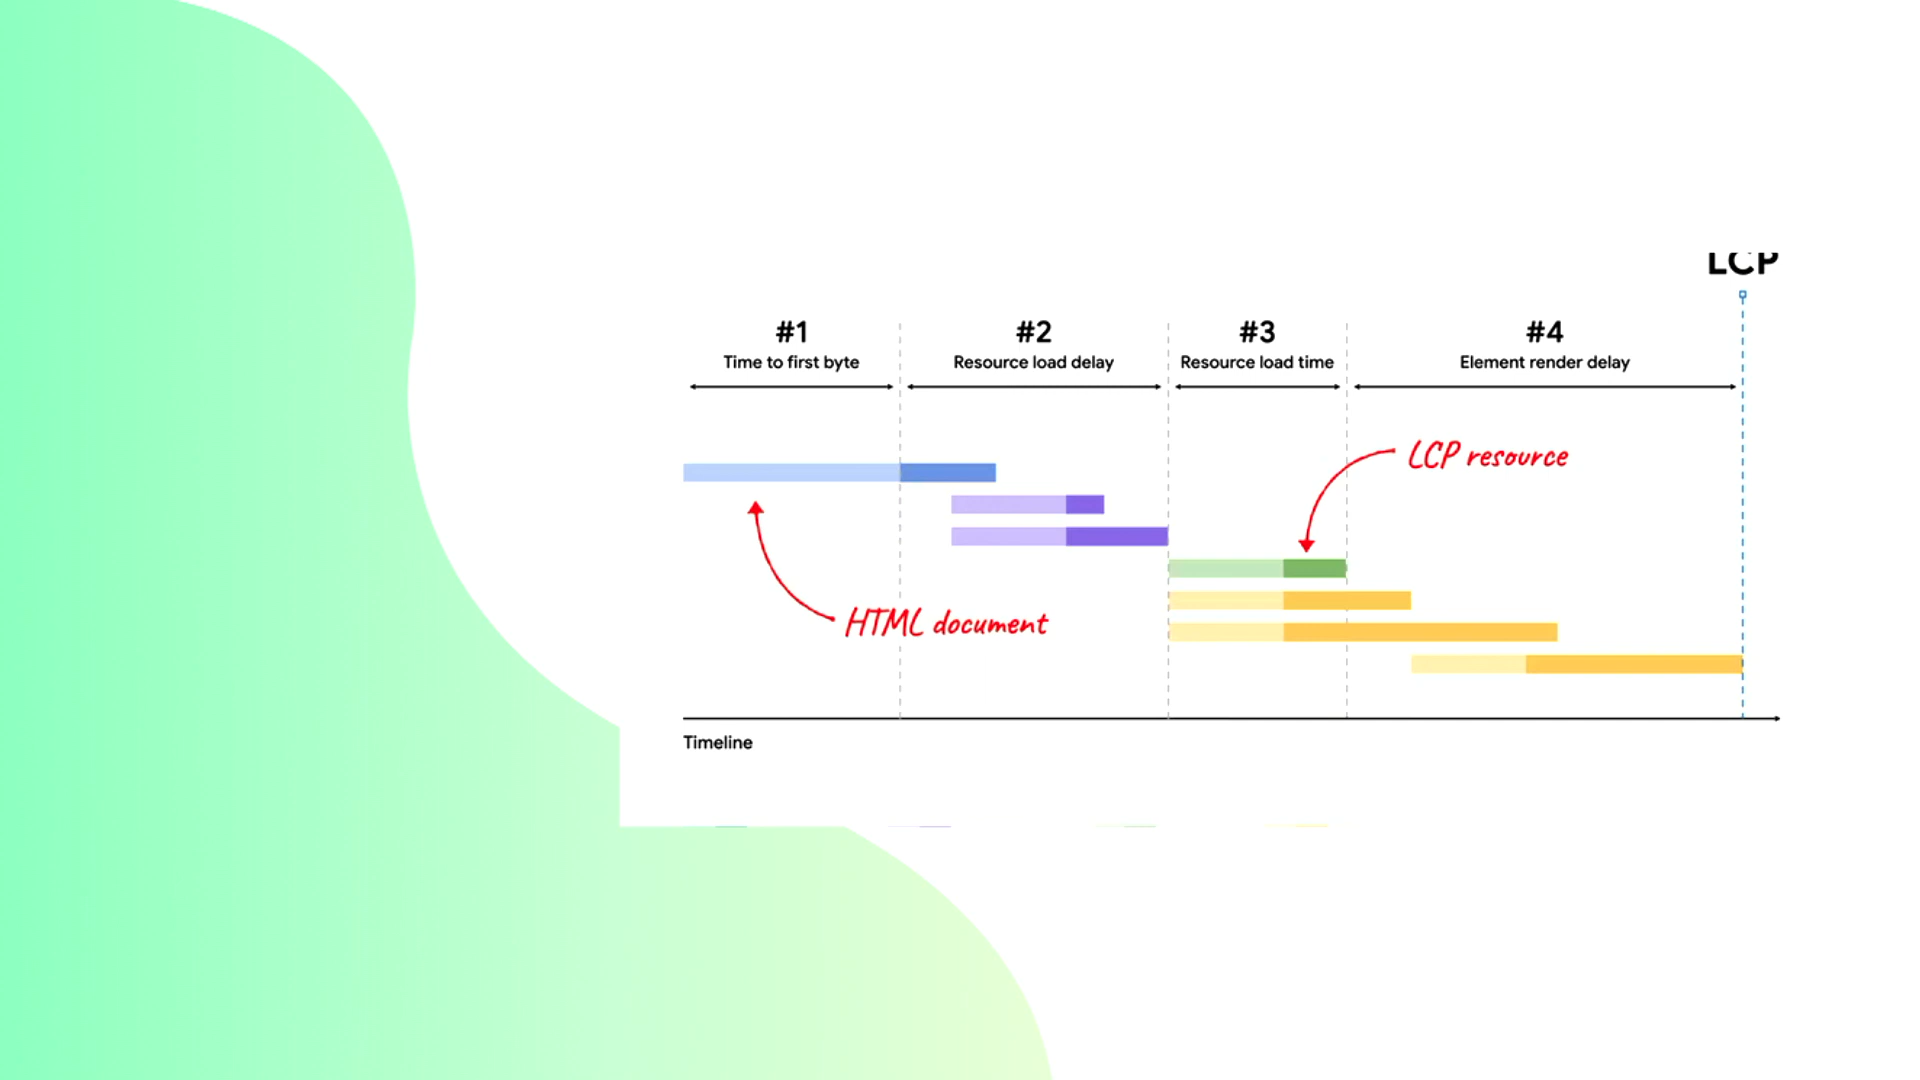 LCP
#1
Time to first byte
#2
Resource load delay
#3
Resource load time
#4
Element render delay
LCP resource
HTML document
Timeline